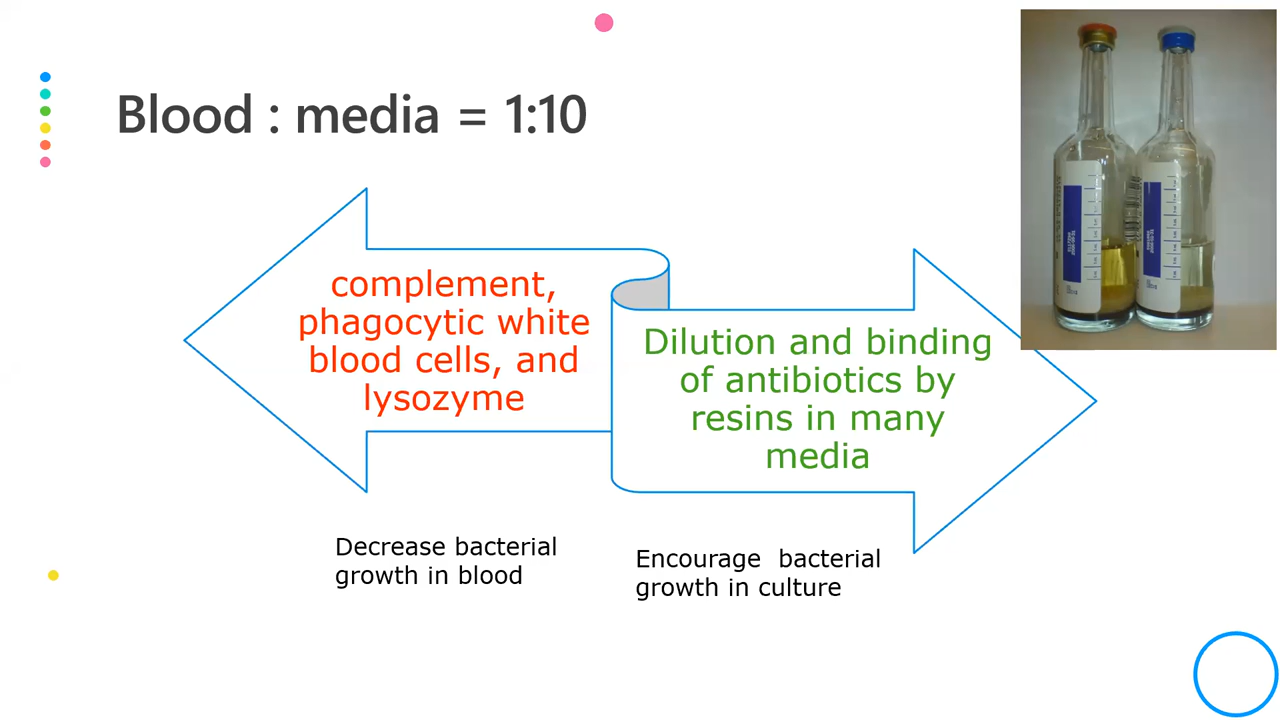 Blood : media = 1:10
complement,
phagocytic white
blood cells, and
lysozyme
Dilution and binding
of antibiotics by
resins in many
media
Decrease bacterial
growth in blood
Encourage  bacterial
growth in culture